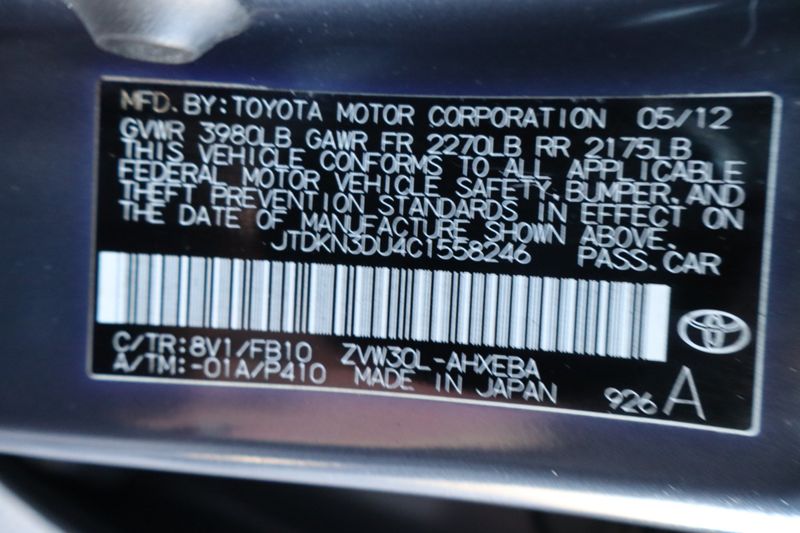 MFD. BY: TOYOTA MOTOR CORPORATION 05/12
GVWR 3980LB GAWR FR 2270LB RR 2175LB
THIS VEHICLE CONFORMS TO ALL APPLICABLE
FEDERAL MOTOR VEHICLE SAFETY, BUMPER, AND
THEFT PREVENTION STANDARDS IN EFFECT ON
THE DATE OF MANUFACTURE SHOWN ABOVE.
JTDKN3DU4C1558246 PASS. CAR
C/TR: 8V1/FB10 ZVW30L-AHXEBA
A/TM: -01A/P410 MADE IN JAPAN 926 A